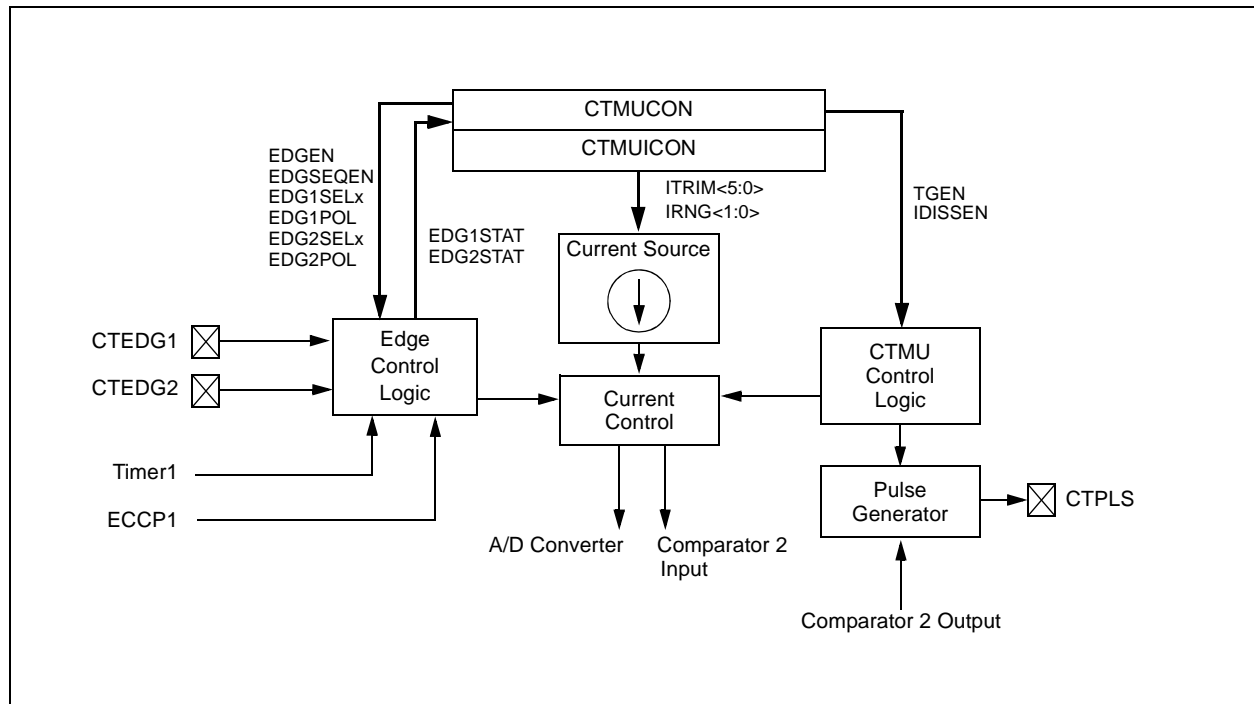 CTMUCON
CTMUICON
EDGEN
EDGSEQEN
EDG1SELx
EDG1POL
EDG2SELx
EDG2POL
EDG1STAT
EDG2STAT
ITRIM<5:0>
IRNG<1:0>
TGEN
IDISSEN
Current Source
CTEDG1
CTEDG2
Edge
Control
Logic
Current
Control
CTMU
Control
Logic
Timer1
ECCP1
Pulse
Generator
CTPLS
A/D Converter
Comparator 2
Input
Comparator 2 Output